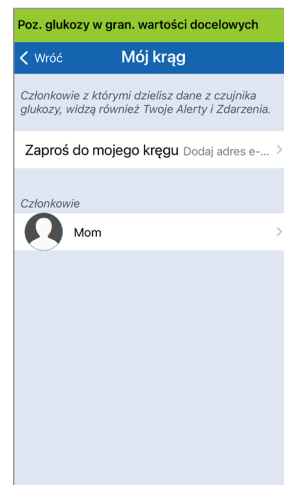 Poz. glukozy w gran. wartości docelowych
Wróć Mój krąg
Członkowie z którymi dzielisz dane z czujnika
glukozy, widzą również Twoje Alerty i Zdarzenia.
Zaproś do mojego kręgu Dodaj adres e-...
Członkowie
Mom